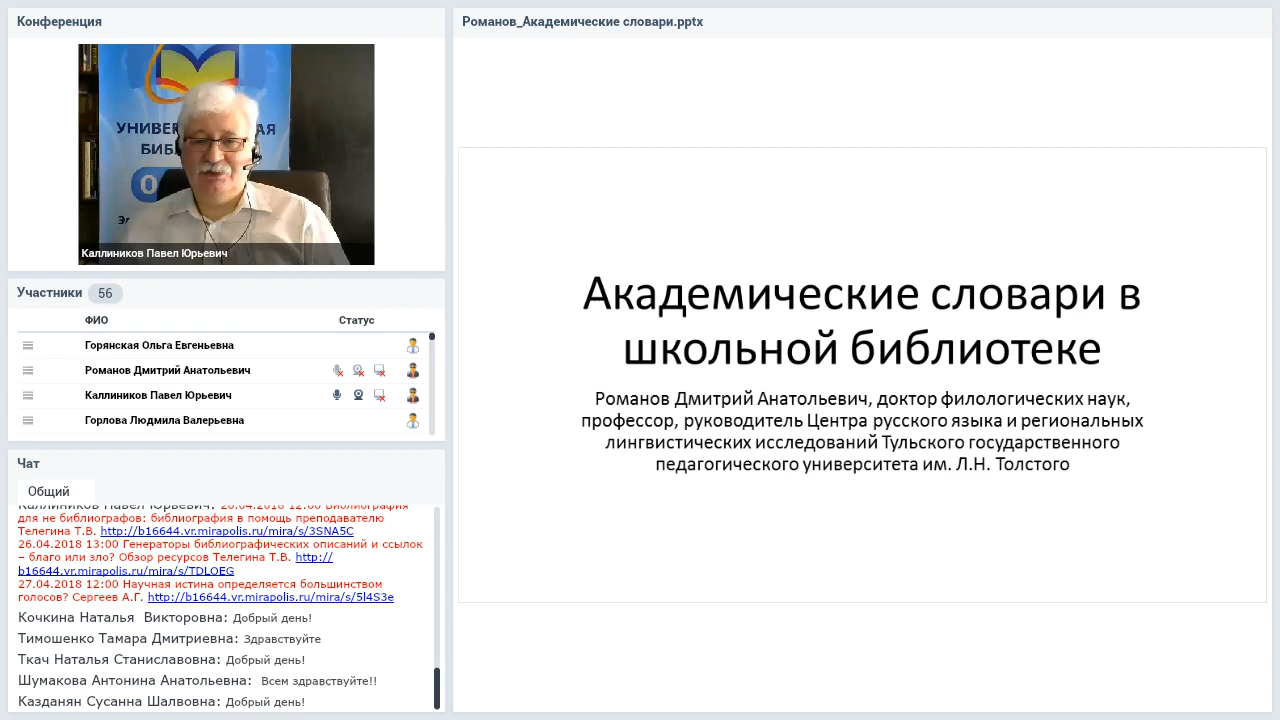 Конференция
УНИВЕР
АЯ
БИБ
Эл
Каллиников Павел Юрьевич
Участники 56
ФИО Статус
Горянская Ольга Евгеньевна
Романов Дмитрий Анатольевич
Каллиников Павел Юрьевич
Горлова Людмила Валерьевна
Чат
Общий
Каллиников Павел Юрьевич: 26.04.2018 12:00 Библиография
для не библиографов: библиография в помощь преподавателю
Телегина Т.В. http://b16644.vr.mirapolis.ru/mira/s/3SNA5C
26.04.2018 13:00 Генераторы библиографических описаний и ссылок
– благо или зло? Обзор ресурсов Телегина Т.В. http://
b16644.vr.mirapolis.ru/mira/s/TDLOEG
27.04.2018 12:00 Научная истина определяется большинством
голосов? Сергеев А.Г. http://b16644.vr.mirapolis.ru/mira/s/5l4S3e
Кочкина Наталья Викторовна: Добрый день!
Тимошенко Тамара Дмитриевна: Здравствуйте
Ткач Наталья Станиславовна: Добрый день!
Шумакова Антонина Анатольевна: Всем здравствуйте!!
Казданян Сусанна Шалвовна: Добрый день!
Романов_Академические словари.pptx
Академические словари в
школьной библиотеке
Романов Дмитрий Анатольевич, доктор филологических наук,
профессор, руководитель Центра русского языка и региональных
лингвистических исследований Тульского государственного
педагогического университета им. Л.Н. Толстого